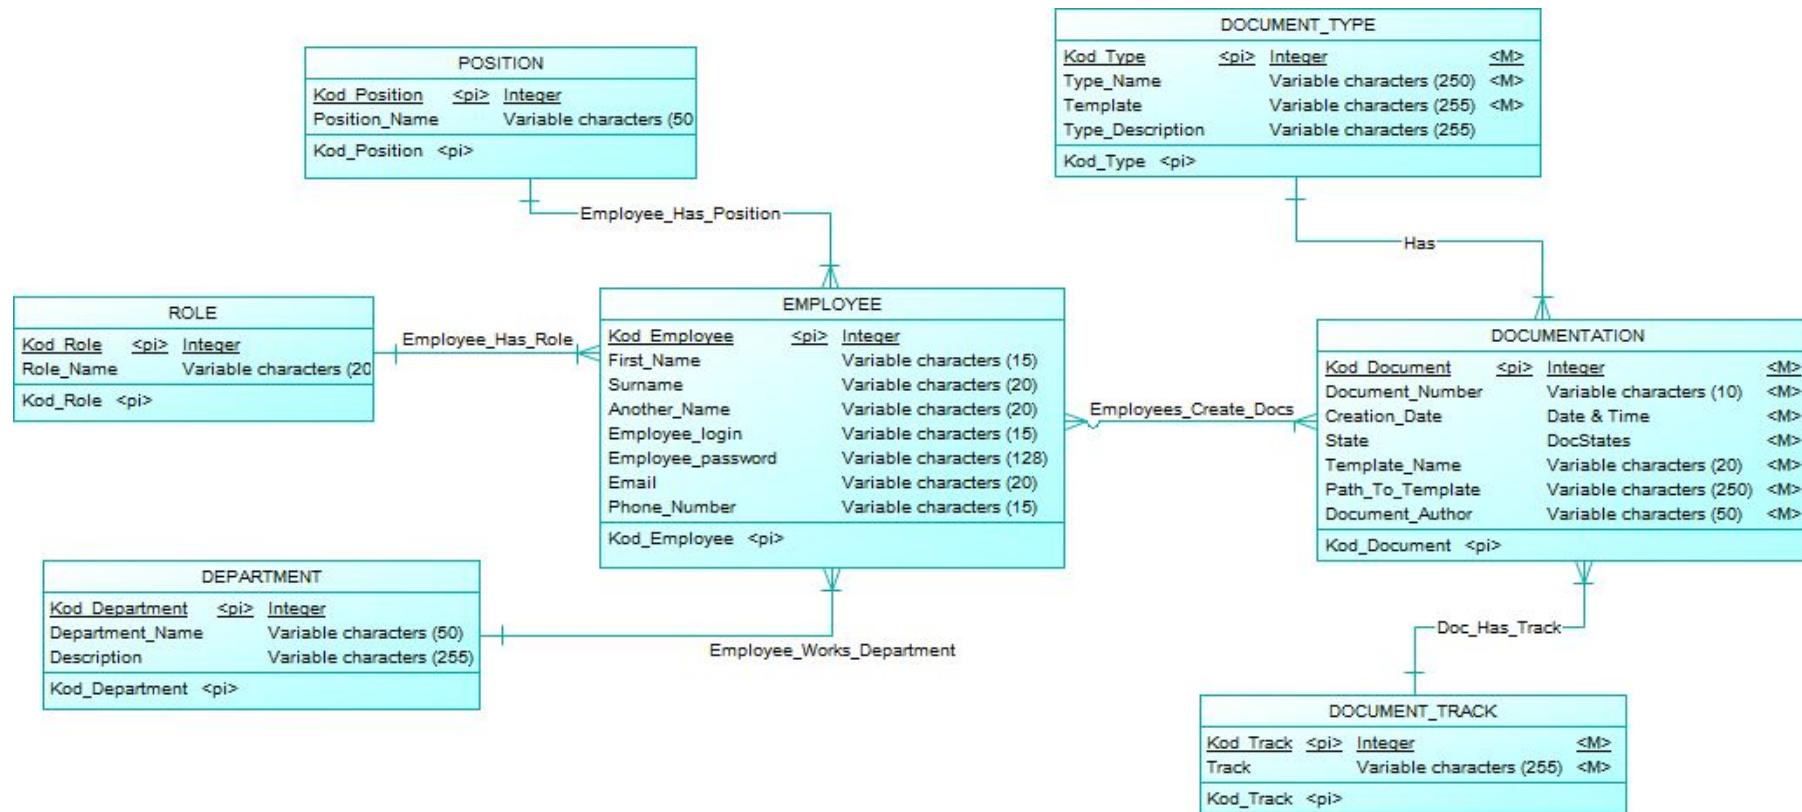 POSITION
Kod_Position <pi> Integer
Position_Name Variable characters (50
Kod_Position <pi>
DOCUMENT_TYPE
Kod_Type <pi> Integer <M>
Type_Name Variable characters (250) <M>
Template Variable characters (255) <M>
Type_Description Variable characters (255)
Kod_Type <pi>
Employee_Has_Position
Has
ROLE
Kod_Role <pi> Integer
Role_Name Variable characters (20
Kod_Role <pi>
Employee_Has_Role
EMPLOYEE
Kod_Employee <pi> Integer
First_Name Variable characters (15)
Surname Variable characters (20)
Another_Name Variable characters (20)
Employee_login Variable characters (15)
Employee_password Variable characters (128)
Email Variable characters (20)
Phone_Number Variable characters (15)
Kod_Employee <pi>
Employees_Create_Docs
DOCUMENTATION
Kod_Document <pi> Integer <M>
Document_Number Variable characters (10) <M>
Creation_Date Date & Time <M>
State DocStates <M>
Template_Name Variable characters (20) <M>
Path_To_Template Variable characters (250) <M>
Document_Author Variable characters (50) <M>
Kod_Document <pi>
DEPARTMENT
Kod_Department <pi> Integer
Department_Name Variable characters (50)
Description Variable characters (255)
Kod_Department <pi>
Employee_Works_Department
Doc_Has_Track
DOCUMENT_TRACK
Kod_Track <pi> Integer <M>
Track Variable characters (255) <M>
Kod_Track <pi>